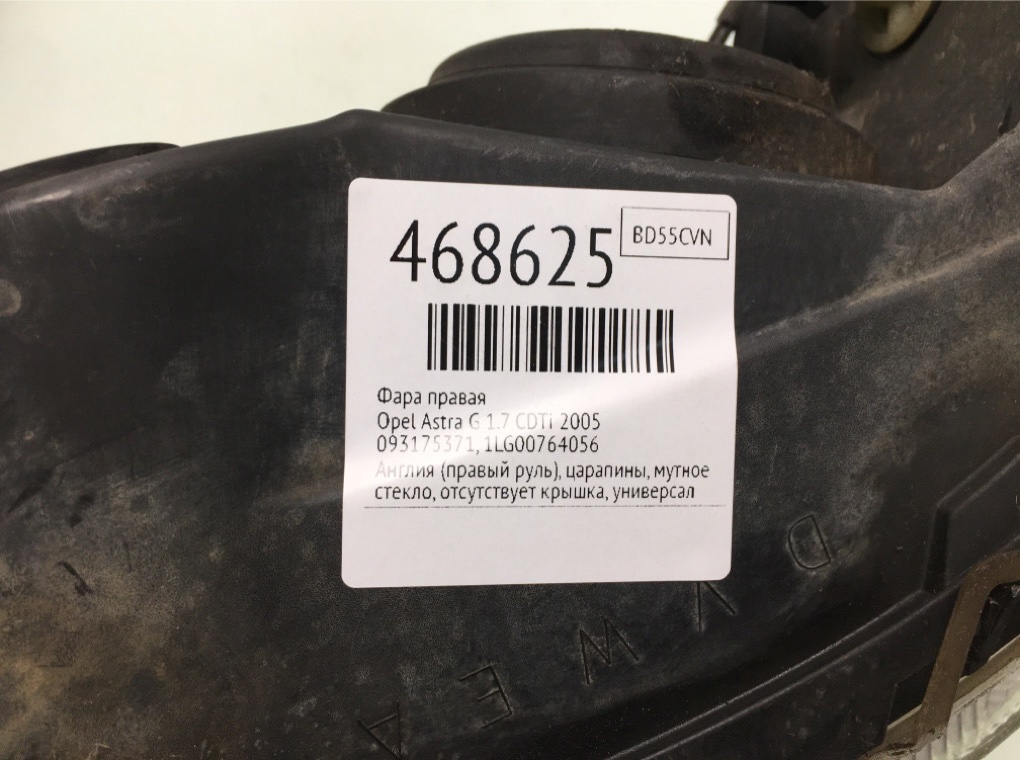 468625
BD55CVN
Фара правая
Opel Astra G 1.7 CDTi 2005
093175371, 1LG00764056
Англия (правый руль), царапины, мутное
стекло, отсутствует крышка, универсал